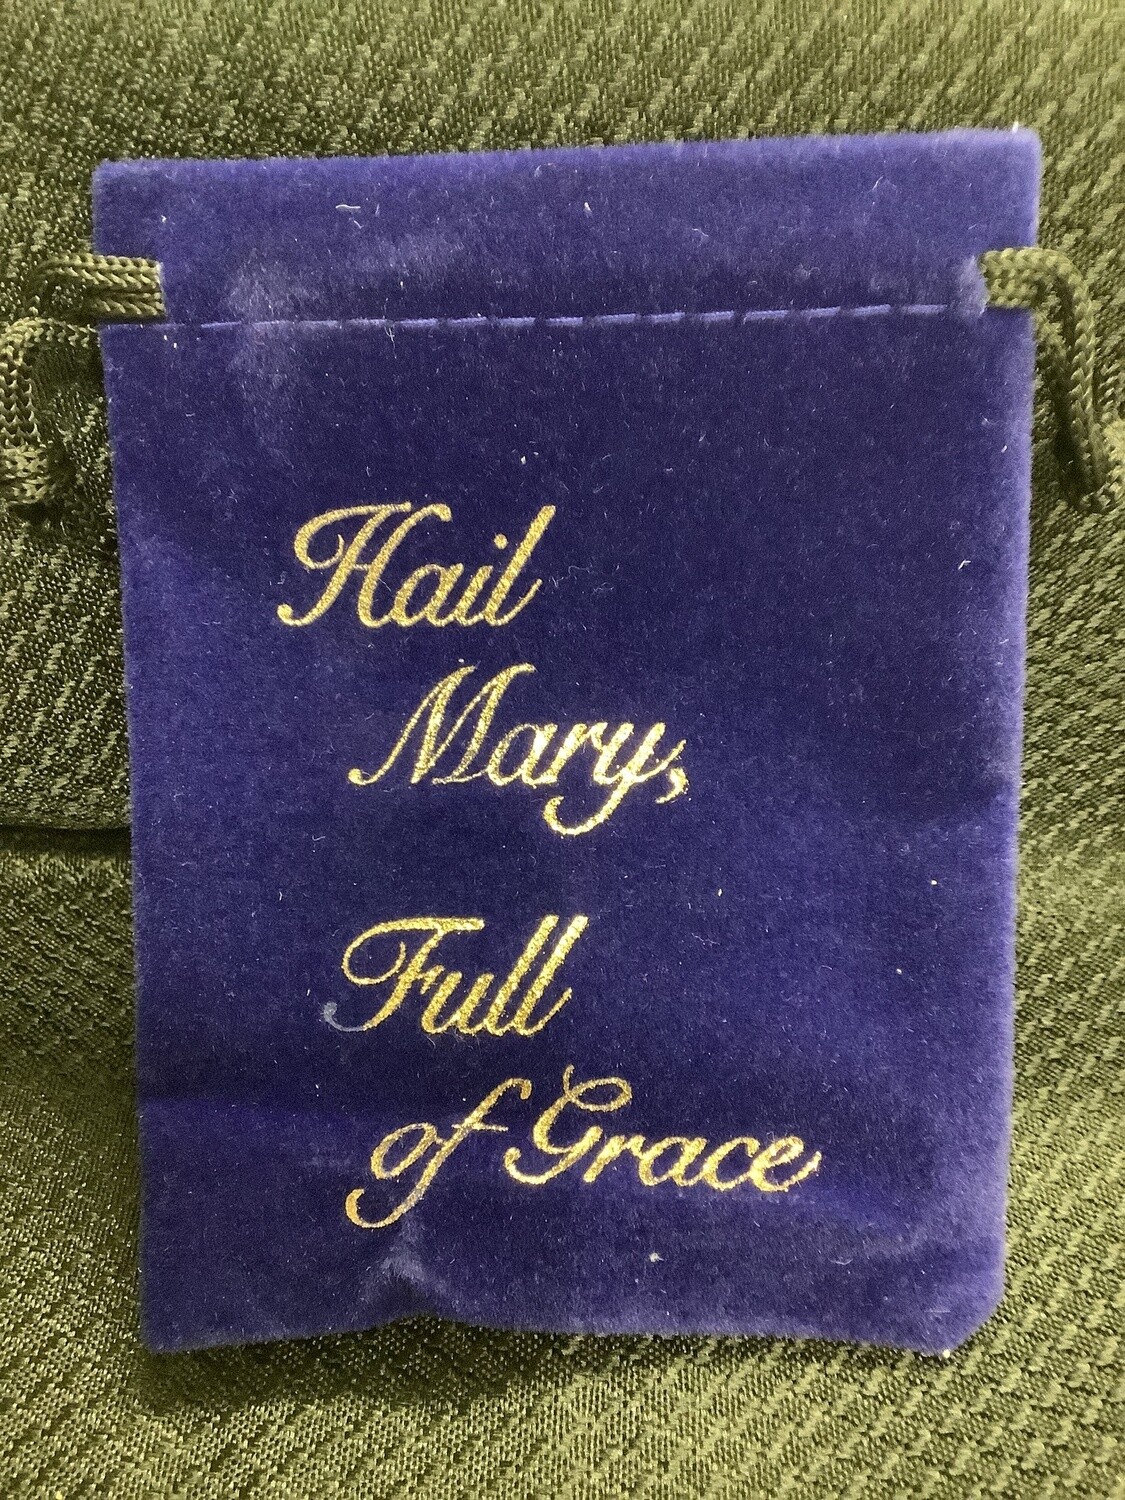 Hail
Mary,
Full
of Grace